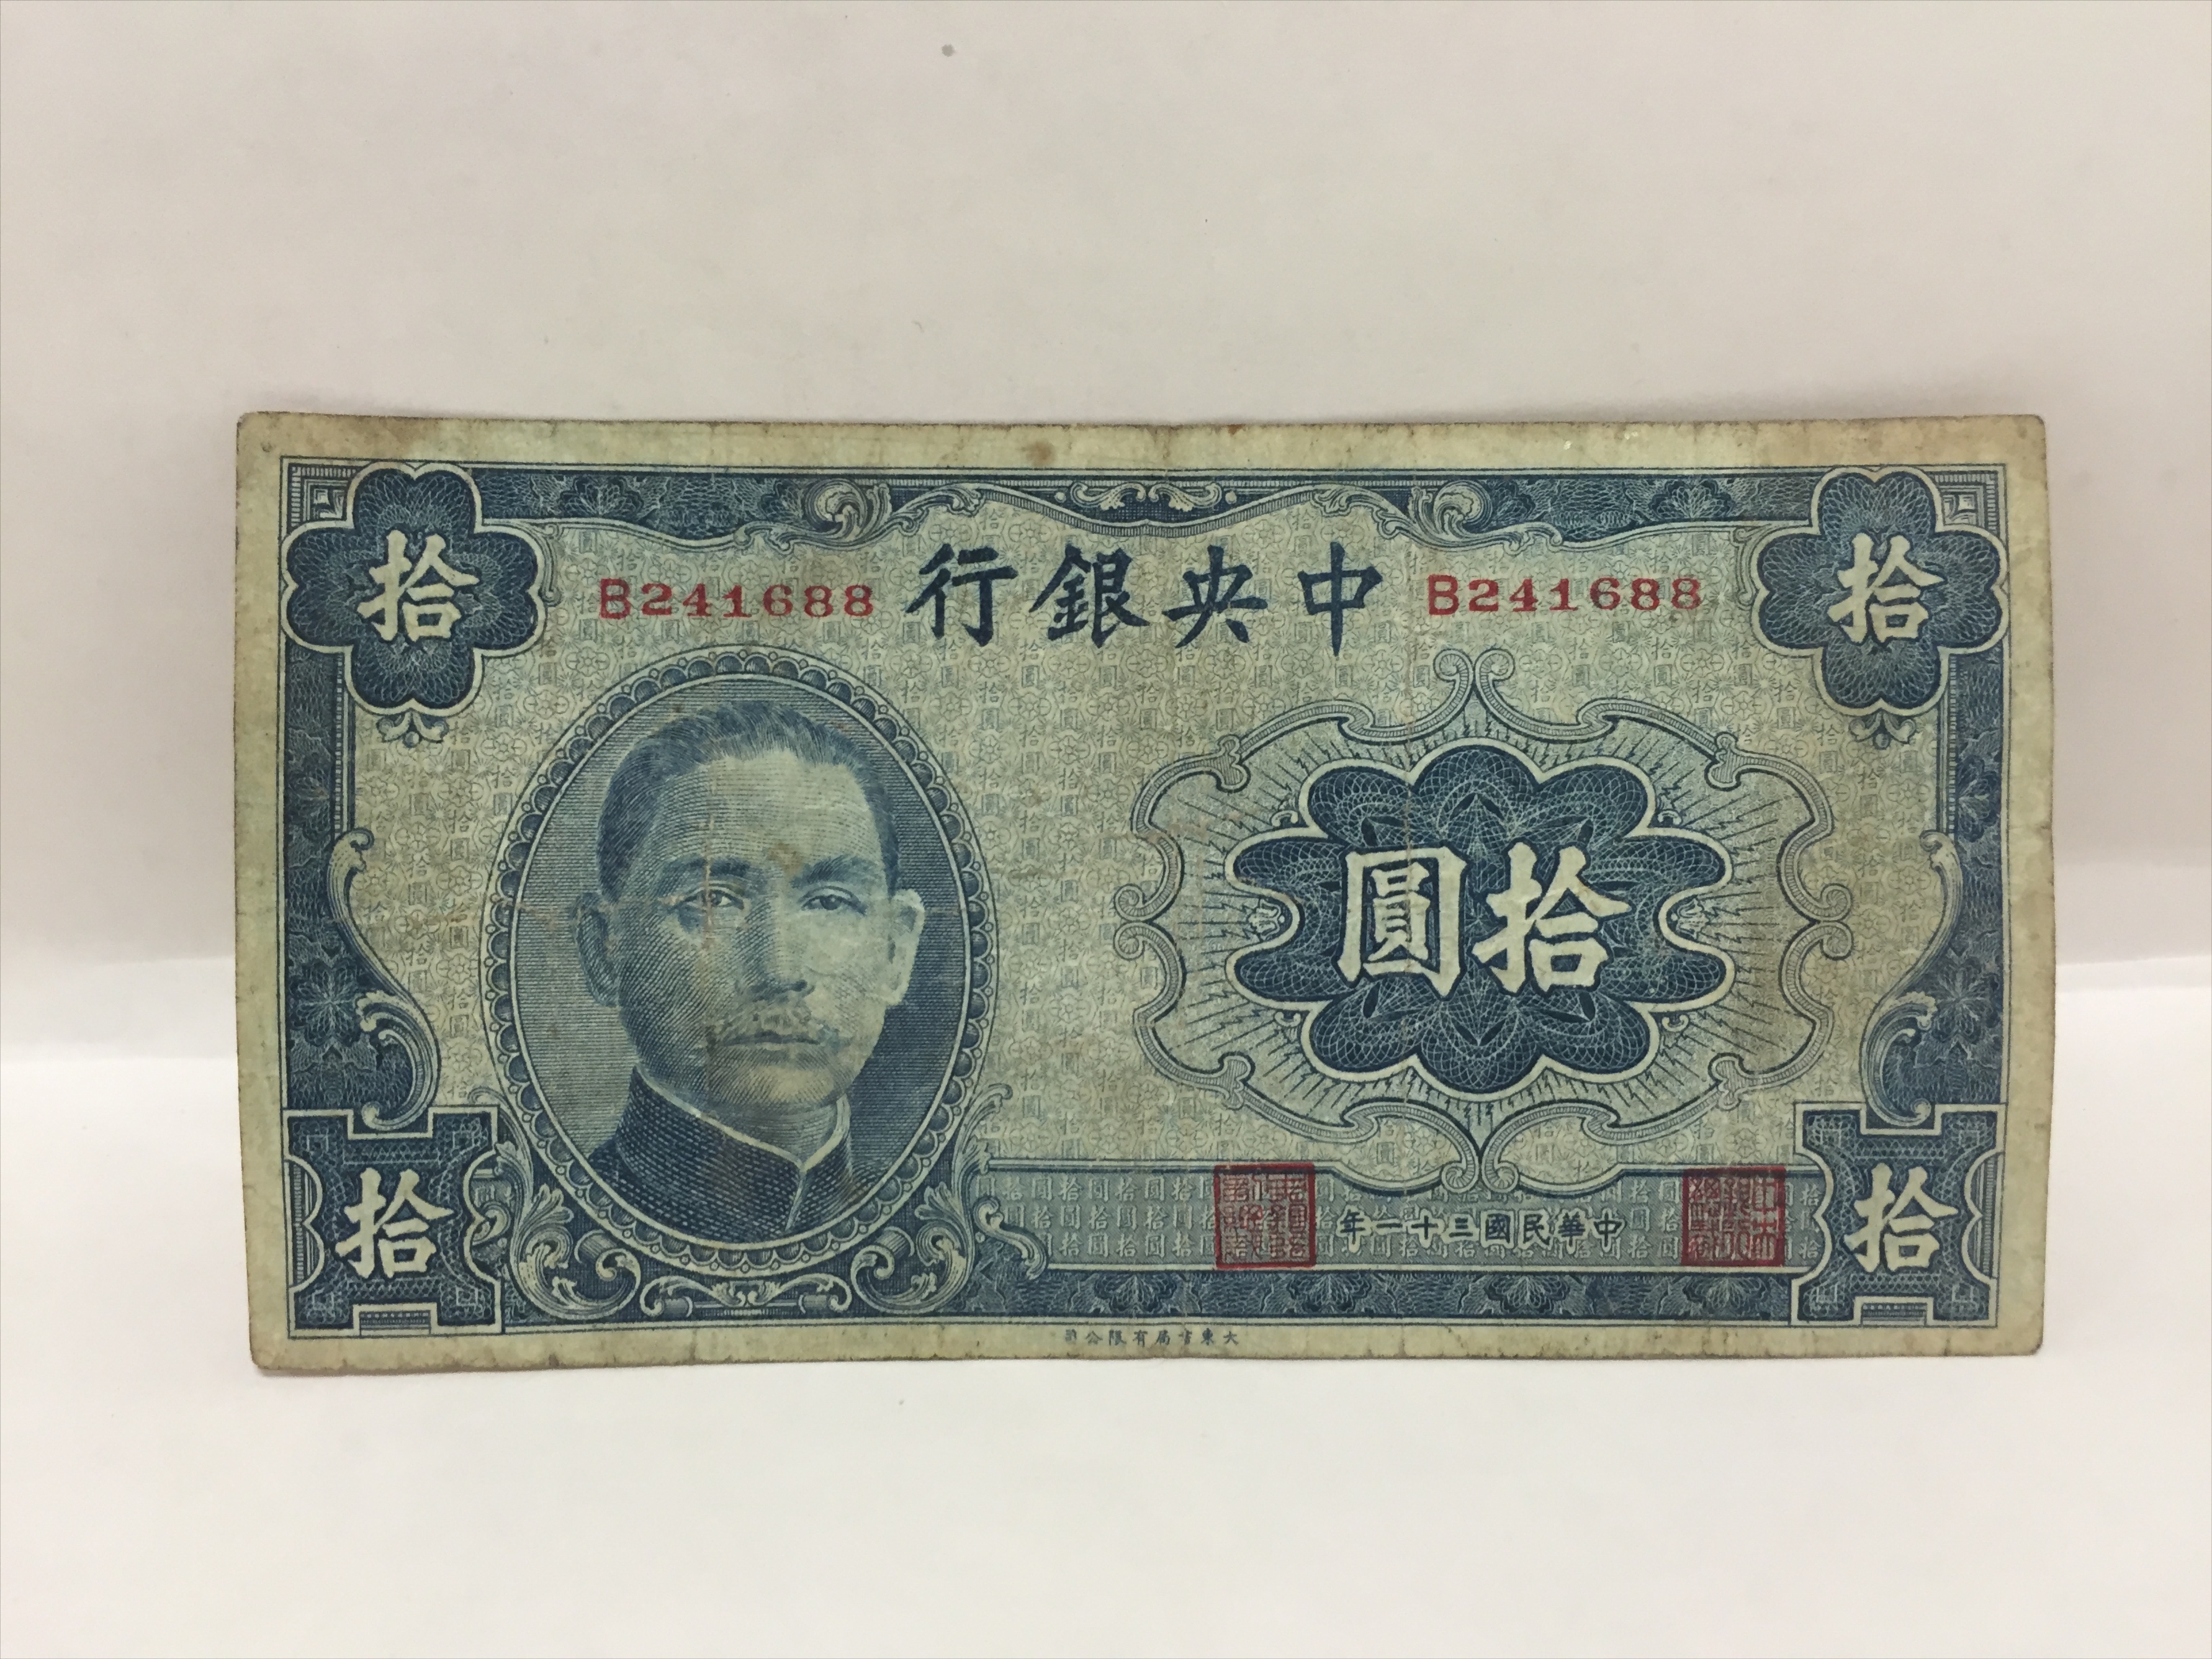 拾
B241688
中央銀行
B241688
拾
拾圓
拾
中華民國三十一年
拾
大東書局有限公司